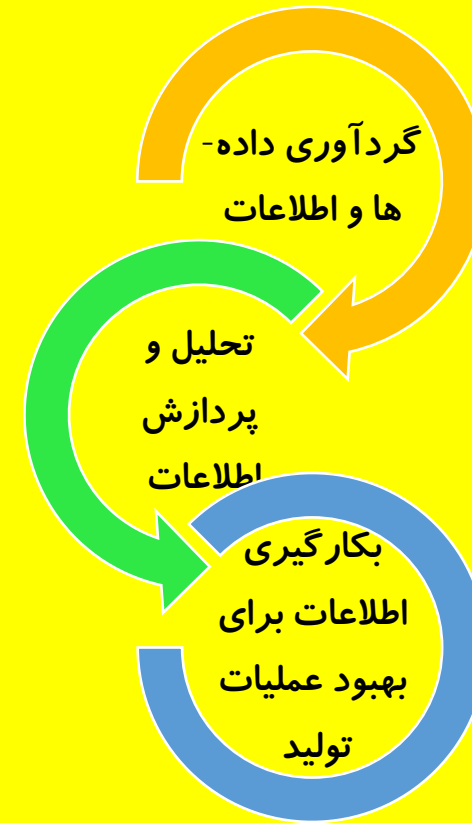 گردآوری داده-
ها و اطلاعات
تحلیل و
پردازش
اطلاعات
بکارگیری
اطلاعات برای
بهبود عملیات
تولید